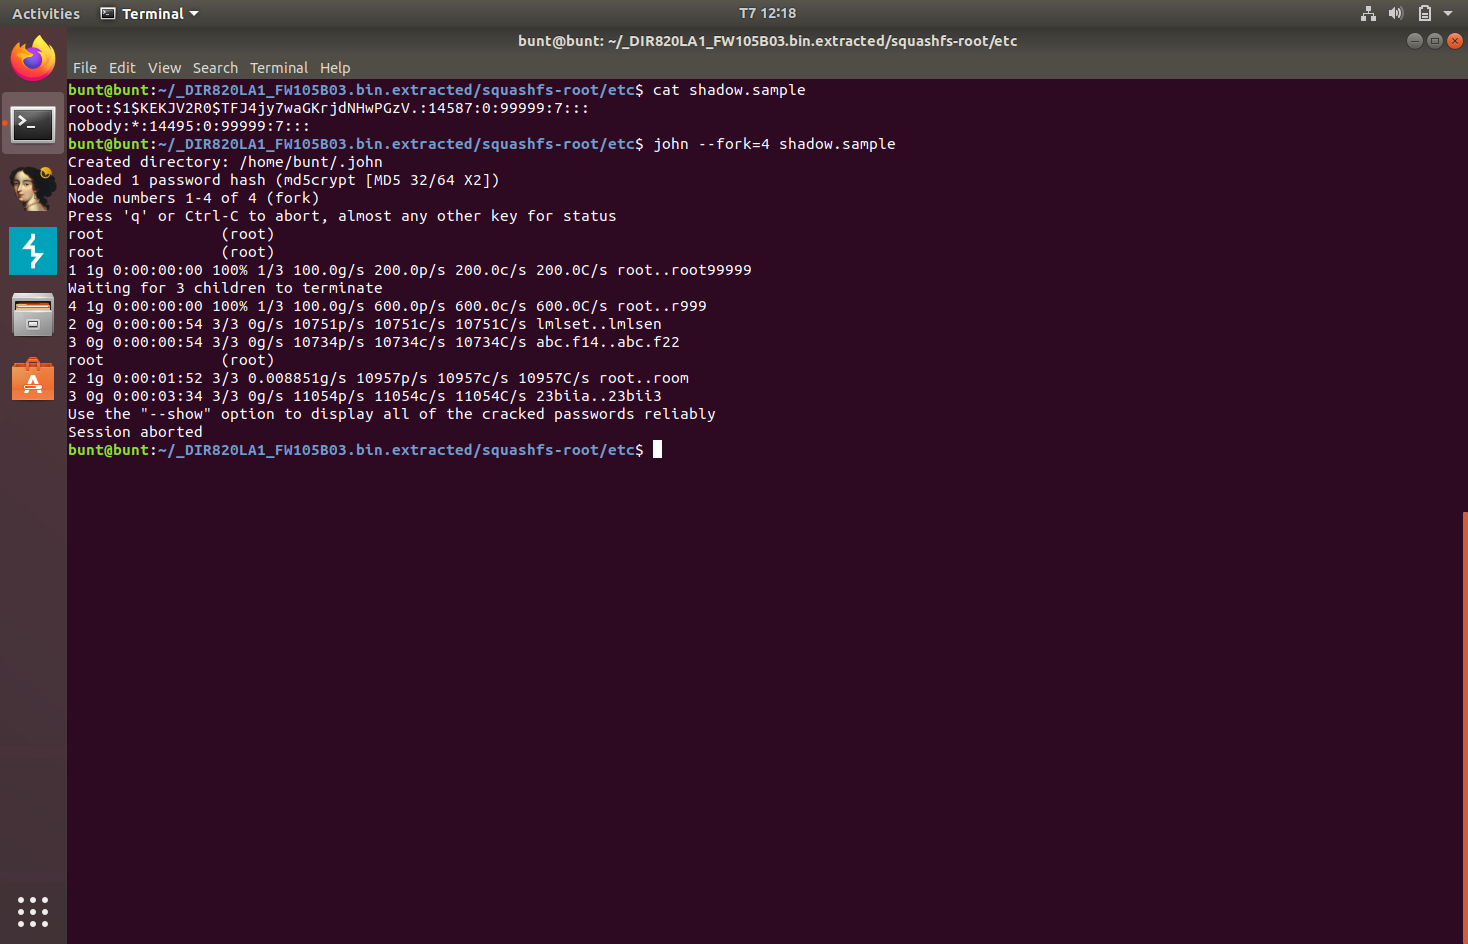 Activities Terminal T7 12:18
bunt@bunt: ~/_DIR820LA1_FW105B03.bin.extracted/squashfs-root/etc
File Edit View Search Terminal Help
bunt@bunt:~/_DIR820LA1_FW105B03.bin.extracted/squashfs-root/etc$ cat shadow.sample
root:$1$KEKJV2R0$TFJ4jy7waGKrjdNHwPGzV.:14587:0:99999:7:::
nobody:*:14495:0:99999:7:::
bunt@bunt:~/_DIR820LA1_FW105B03.bin.extracted/squashfs-root/etc$ john --fork=4 shadow.sample
Created directory: /home/bunt/.john
Loaded 1 password hash (md5crypt [MD5 32/64 X2])
Node numbers 1-4 of 4 (fork)
Press 'q' or Ctrl-C to abort, almost any other key for status
root             (root)
root             (root)
1 1g 0:00:00:00 100% 1/3 100.0g/s 200.0p/s 200.0c/s 200.0C/s root..root99999
Waiting for 3 children to terminate
4 1g 0:00:00:00 100% 1/3 100.0g/s 600.0p/s 600.0c/s 600.0C/s root..r999
2 0g 0:00:00:54 3/3 0g/s 10751p/s 10751c/s 10751C/s lmlset..lmlsen
3 0g 0:00:00:54 3/3 0g/s 10734p/s 10734c/s 10734C/s abc.f14..abc.f22
root             (root)
2 1g 0:00:01:52 3/3 0.008851g/s 10957p/s 10957c/s 10957C/s root..room
3 0g 0:00:03:34 3/3 0g/s 11054p/s 11054c/s 11054C/s 23biia..23bii3
Use the "--show" option to display all of the cracked passwords reliably
Session aborted
bunt@bunt:~/_DIR820LA1_FW105B03.bin.extracted/squashfs-root/etc$